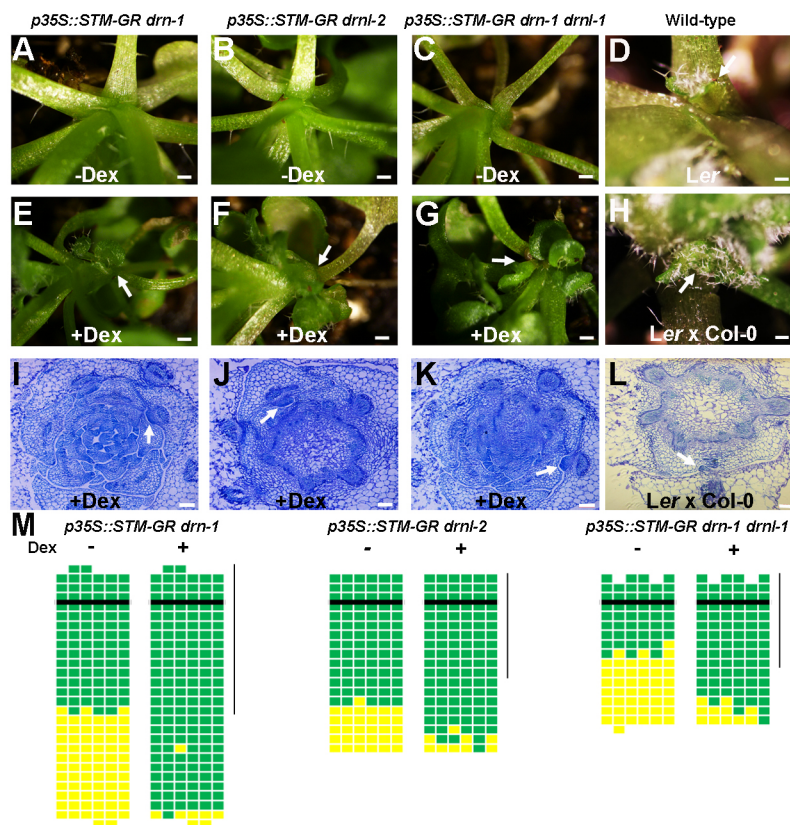 p35S::STM-GR drn-1 p35S::STM-GR drnl-2 p35S::STM-GR drn-1 drnl-1 Wild-type
A B C D
-Dex -Dex -Dex Ler
E F G H
+Dex +Dex +Dex Ler x Col-0
I J K L
+Dex +Dex +Dex Ler x Col-0
M p35S::STM-GR drn-1 p35S::STM-GR drnl-2 p35S::STM-GR drn-1 drnl-1
Dex - + - + - +